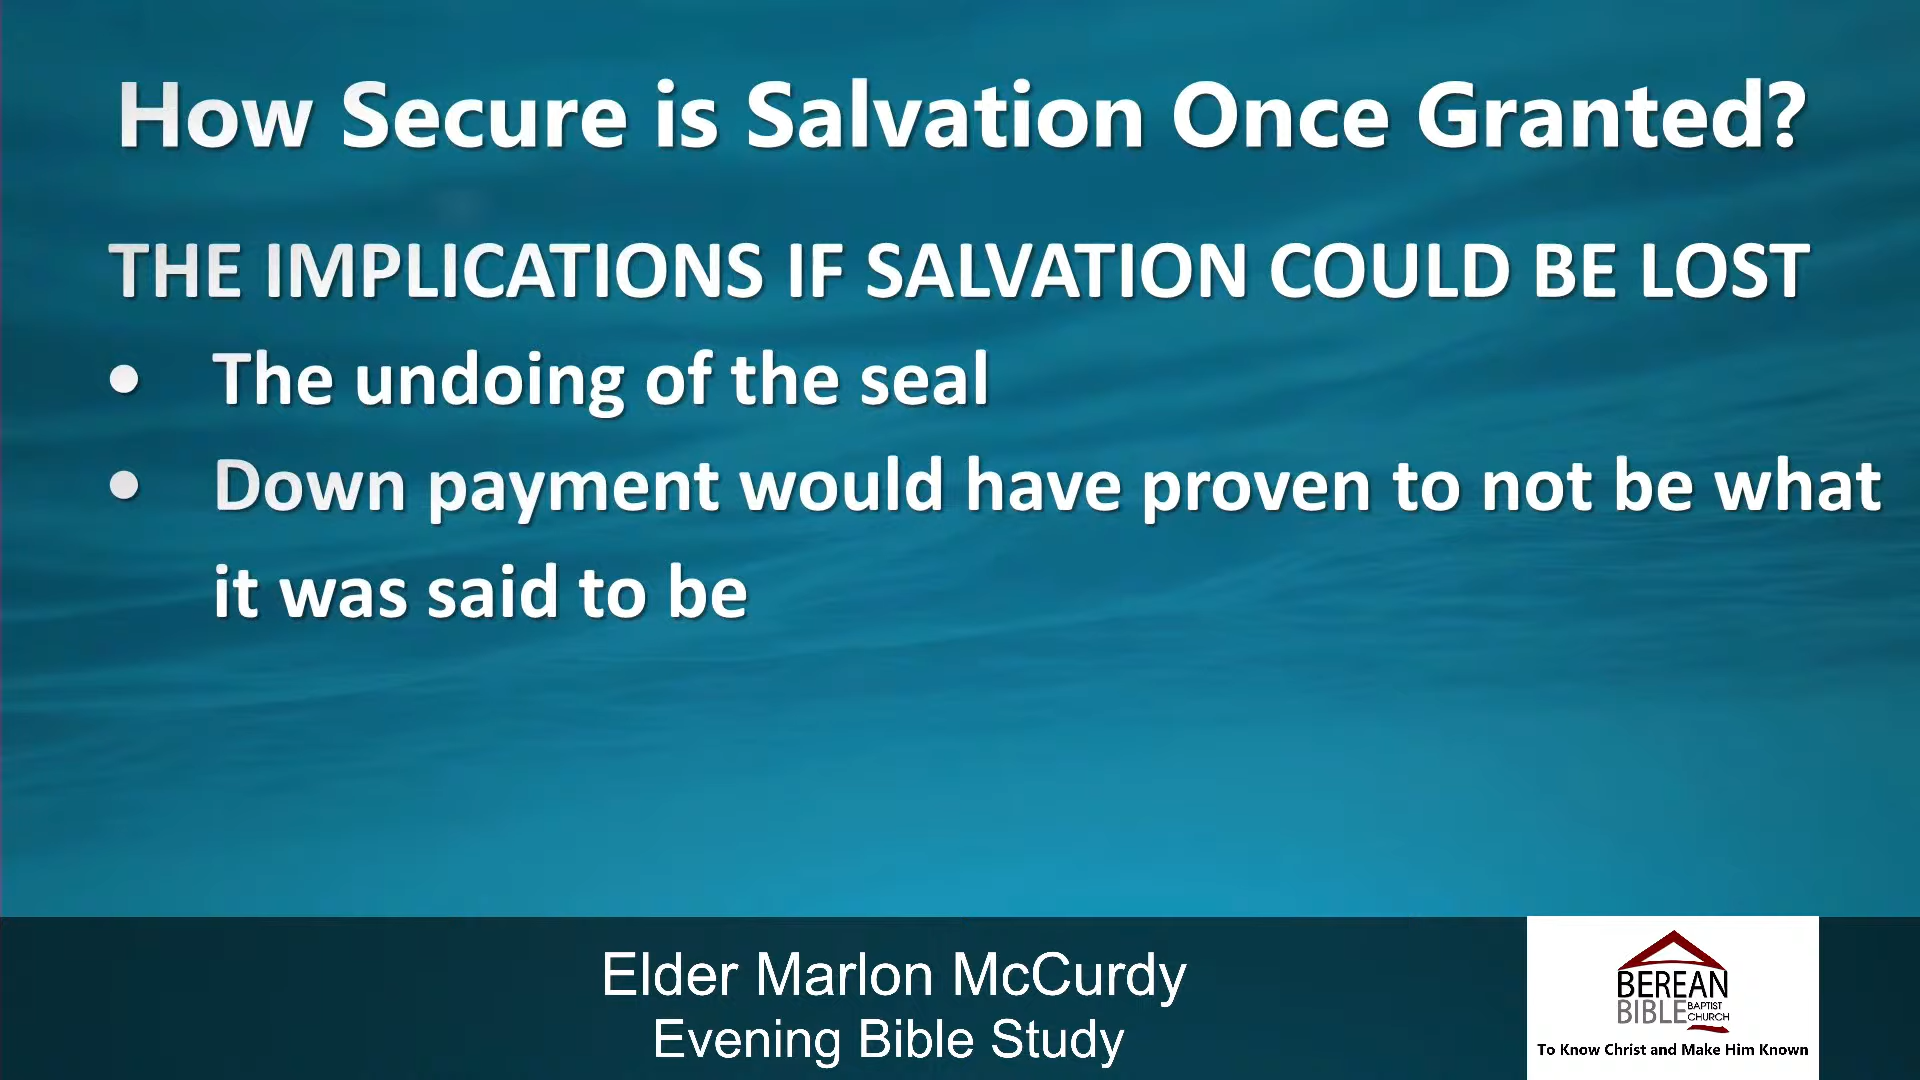 How Secure is Salvation Once Granted?
THE IMPLICATIONS IF SALVATION COULD BE LOST
• The undoing of the seal
• Down payment would have proven to not be what
it was said to be
Elder Marlon McCurdy
Evening Bible Study
BEREAN
BIBLE BAPTIST CHURCH
To Know Christ and Make Him Known